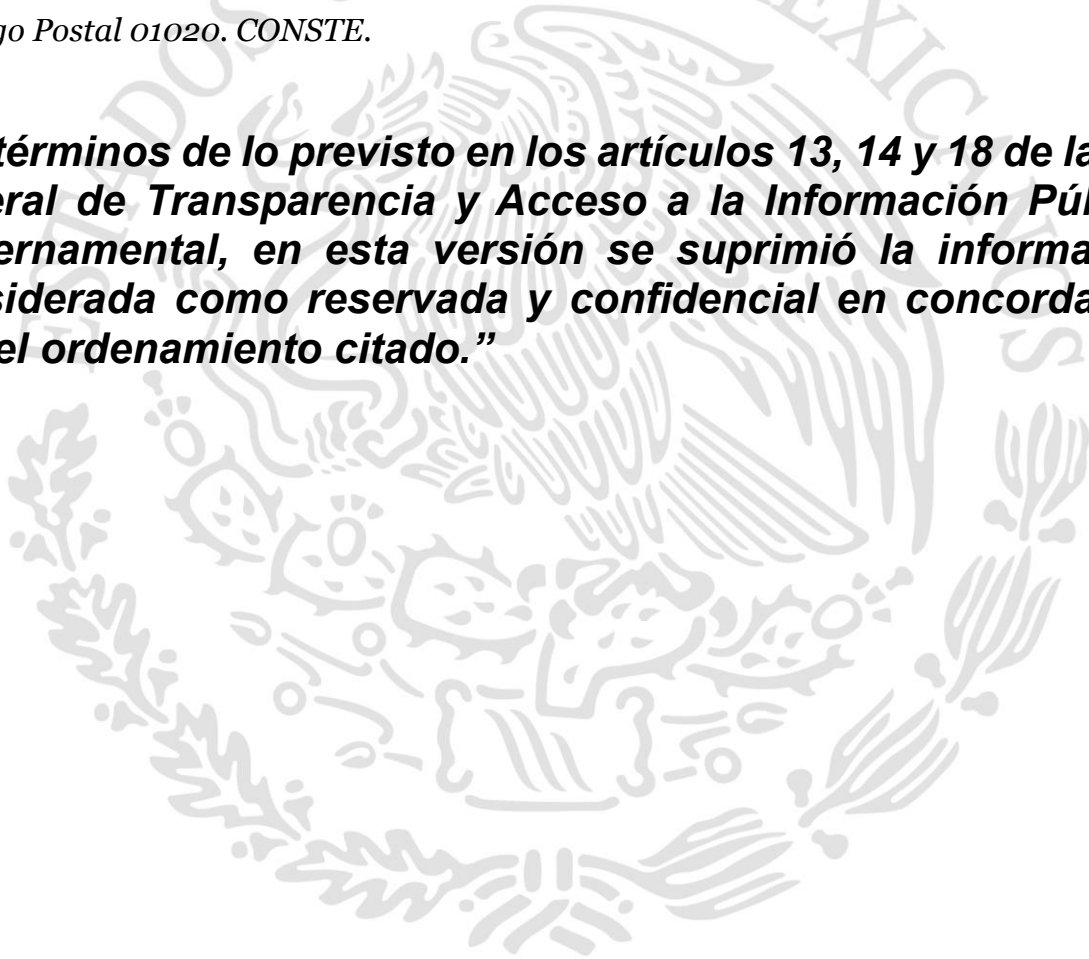 go Postal 01020. CONSTE.
términos de lo previsto en los artículos 13, 14 y 18 de la
eral de Transparencia y Acceso a la Información Púl
ernamental, en esta versión se suprimió la informa
siderada como reservada y confidencial en concorda
el ordenamiento citado.”